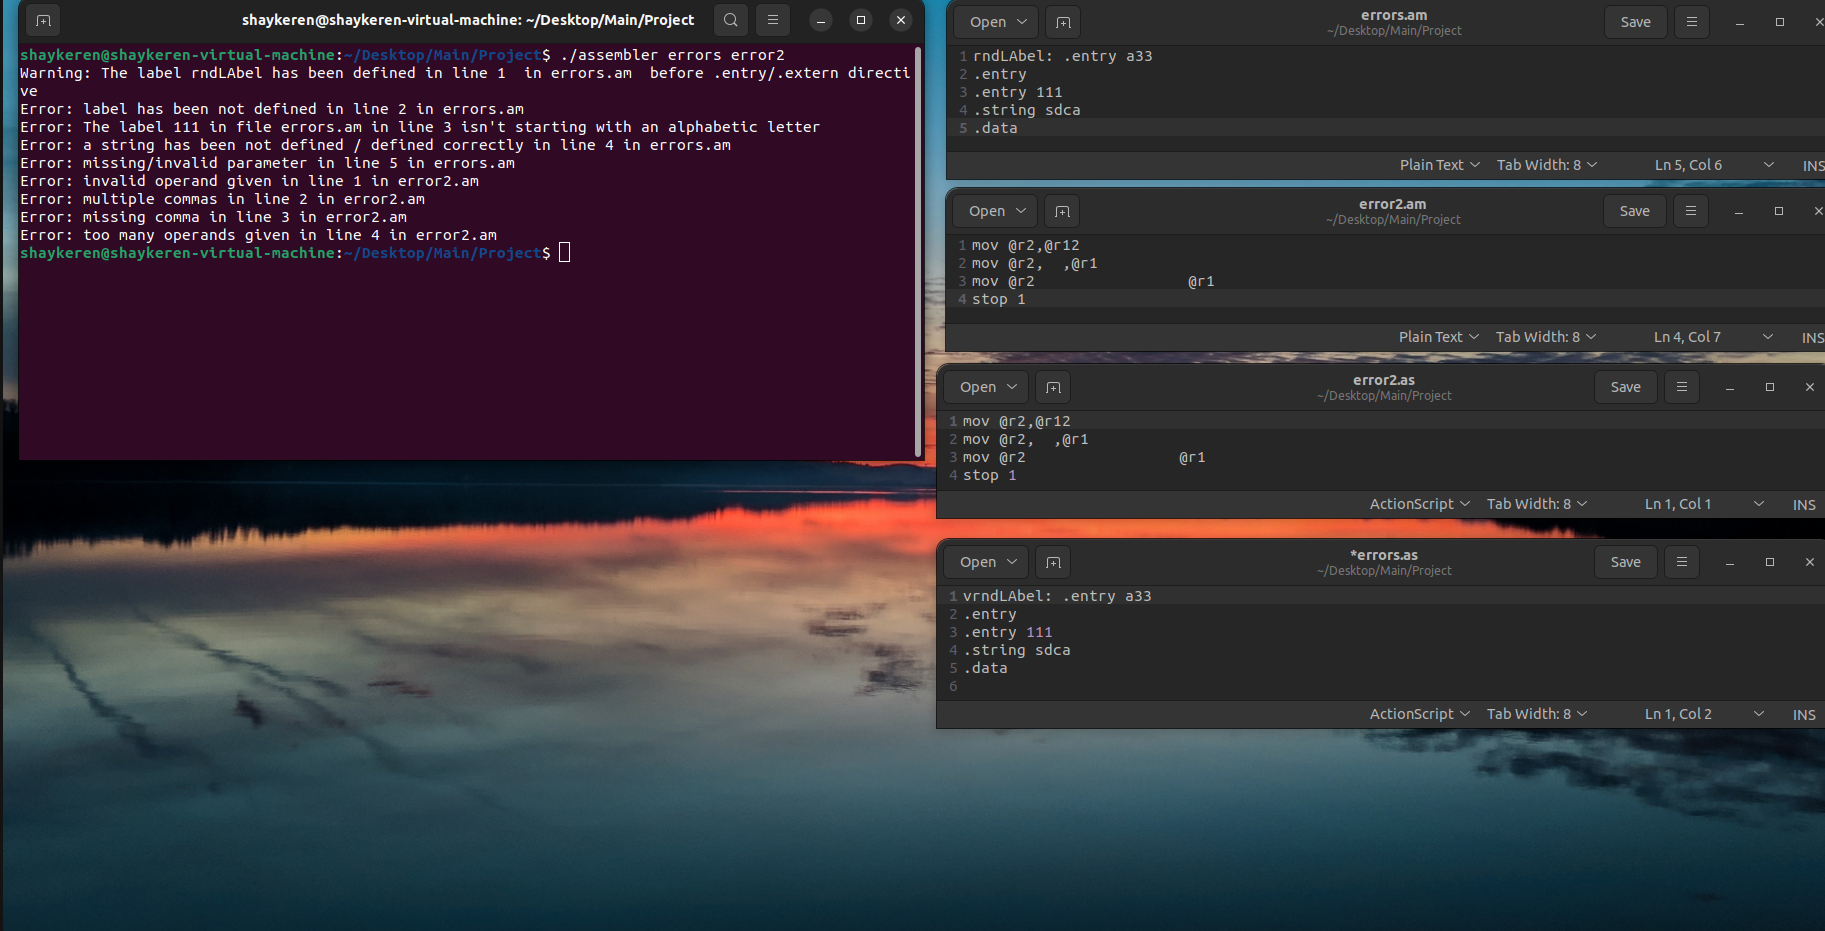 shaykeren@shaykeren-virtual-machine: ~/Desktop/Main/Project
shaykeren@shaykeren-virtual-machine:~/Desktop/Main/Project$ ./assembler errors error2
Warning: The label rndLAbel has been defined in line 1  in errors.am  before .entry/.extern directi
ve
Error: label has been not defined in line 2 in errors.am
Error: The label 111 in file errors.am in line 3 isn't starting with an alphabetic letter
Error: a string has been not defined / defined correctly in line 4 in errors.am
Error: missing/invalid parameter in line 5 in errors.am
Error: invalid operand given in line 1 in error2.am
Error: multiple commas in line 2 in error2.am
Error: missing comma in line 3 in error2.am
Error: too many operands given in line 4 in error2.am
shaykeren@shaykeren-virtual-machine:~/Desktop/Main/Project$
Open errors.am Save
~/Desktop/Main/Project
1 rndLAbel: .entry a33
2 .entry
3 .entry 111
4 .string sdca
5 .data
Plain Text Tab Width: 8 Ln 5, Col 6 INS
Open error2.am Save
~/Desktop/Main/Project
1 mov @r2,@r12
2 mov @r2,  ,@r1
3 mov @r2                 @r1
4 stop 1
Plain Text Tab Width: 8 Ln 4, Col 7 INS
Open error2.as Save
~/Desktop/Main/Project
1 mov @r2,@r12
2 mov @r2,  ,@r1
3 mov @r2                 @r1
4 stop 1
ActionScript Tab Width: 8 Ln 1, Col 1 INS
Open *errors.as Save
~/Desktop/Main/Project
1 vrndLAbel: .entry a33
2 .entry
3 .entry 111
4 .string sdca
5 .data
6
ActionScript Tab Width: 8 Ln 1, Col 2 INS